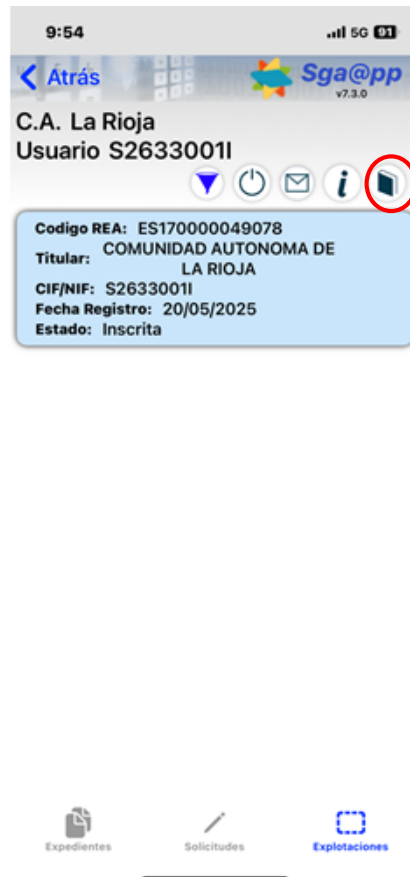 9:54 5G 91
Atrás Sga@pp
v7.3.0
C.A. La Rioja
Usuario S2633001I
Codigo REA: ES170000049078
Titular: COMUNIDAD AUTONOMA DE
LA RIOJA
CIF/NIF: S2633001I
Fecha Registro: 20/05/2025
Estado: Inscrita
Expedientes Solicitudes Explotaciones